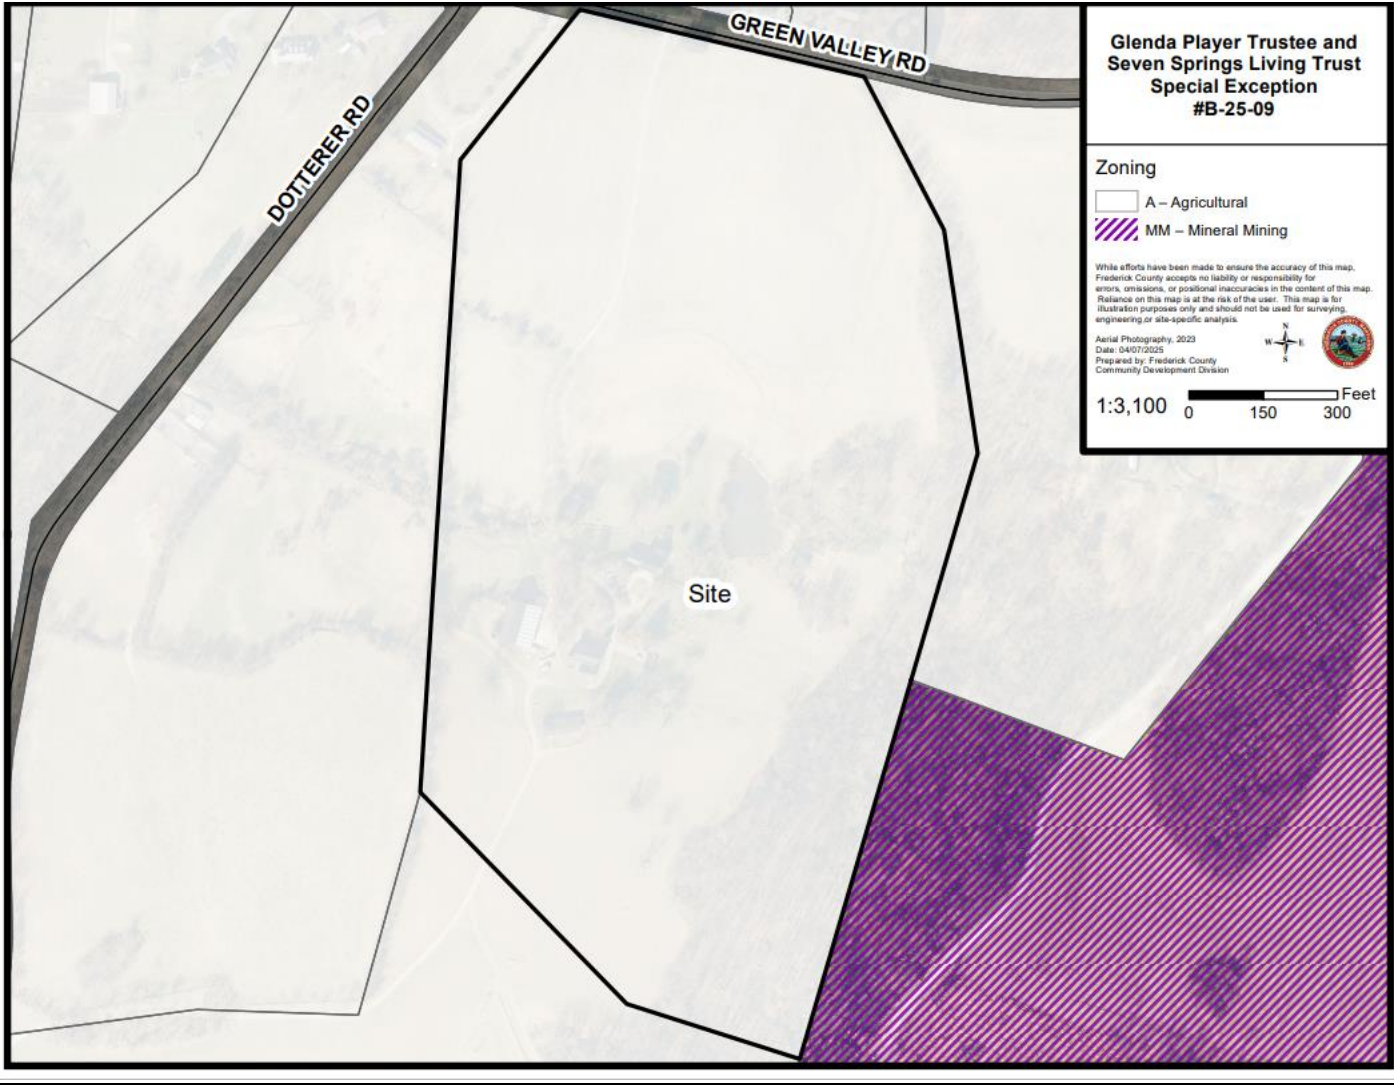 GREEN VALLEY RD
DOTTERER RD
Site
Glenda Player Trustee and
Seven Springs Living Trust
Special Exception
#B-25-09
Zoning
A – Agricultural
MM – Mineral Mining
While efforts have been made to ensure the accuracy of this map,
Frederick County accepts no liability or responsibility for
errors, omissions, or positional inaccuracies in the content of this map.
Reliance on this map is at the risk of the user. This map is for
illustration purposes only and should not be used for surveying,
engineering,or site-specific analysis.
Aerial Photography, 2023
Date: 04/07/2025
Prepared by: Frederick County
Community Development Division
N
W E
S
1:3,100
Feet
0 150 300